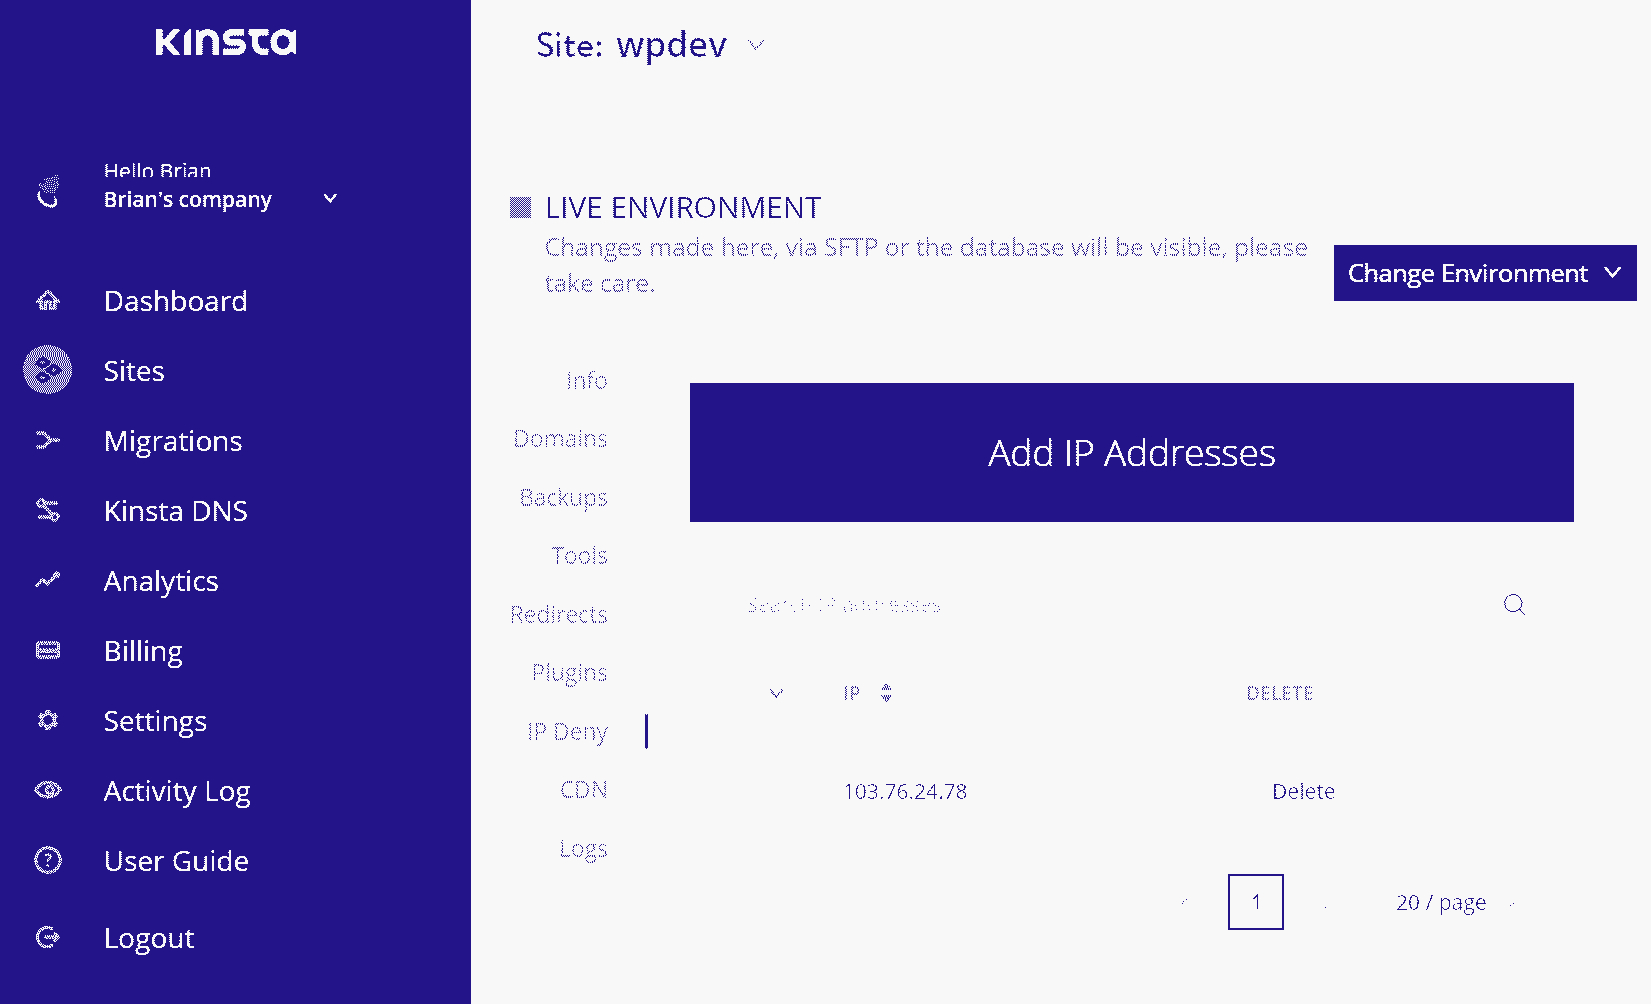 KINSTA
Site: wpdev
Hello Brian
Brian's company
LIVE ENVIRONMENT
Changes made here, via SFTP or the database will be visible, please
take care.
Change Environment
Dashboard
Sites
Migrations
Kinsta DNS
Analytics
Billing
Settings
Activity Log
User Guide
Logout
Info
Domains
Backups
Tools
Redirects
Plugins
IP Deny
CDN
Logs
Add IP Addresses
Search IP addresses
IP DELETE
103.76.24.78 Delete
1 20 / page